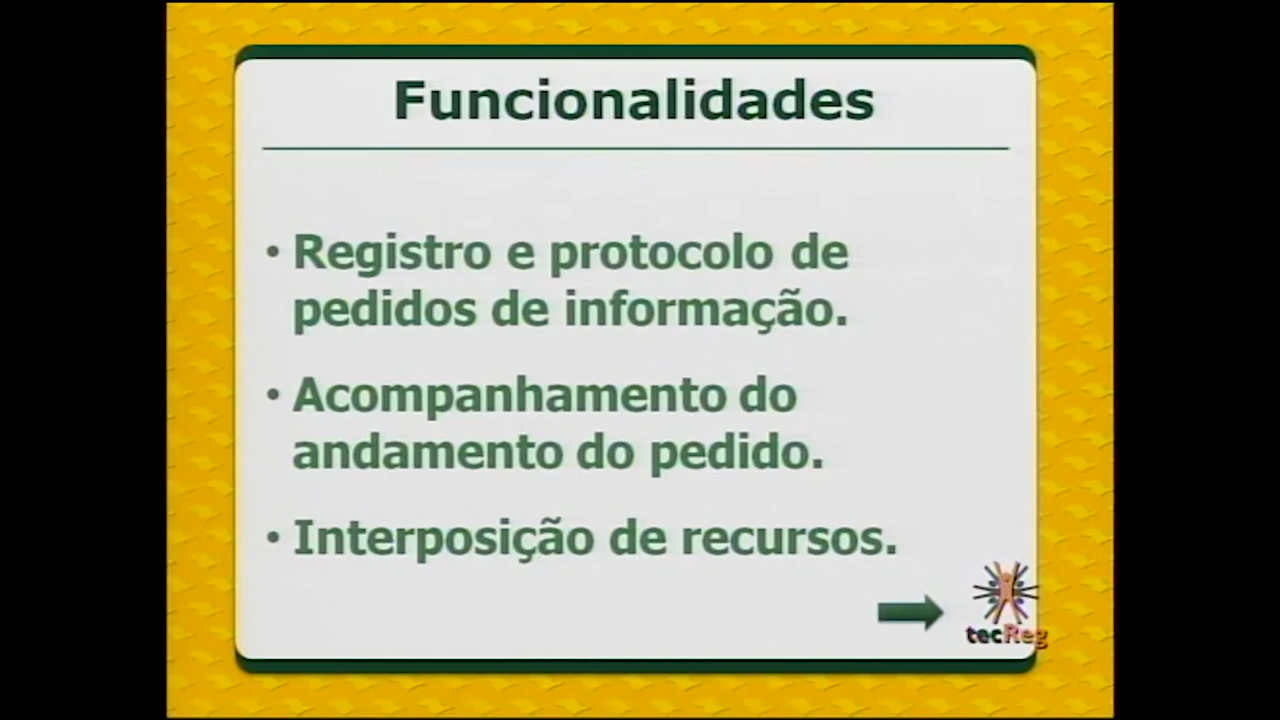 Funcionalidades
• Registro e protocolo de
pedidos de informação.
• Acompanhamento do
andamento do pedido.
• Interposição de recursos.
tecReg